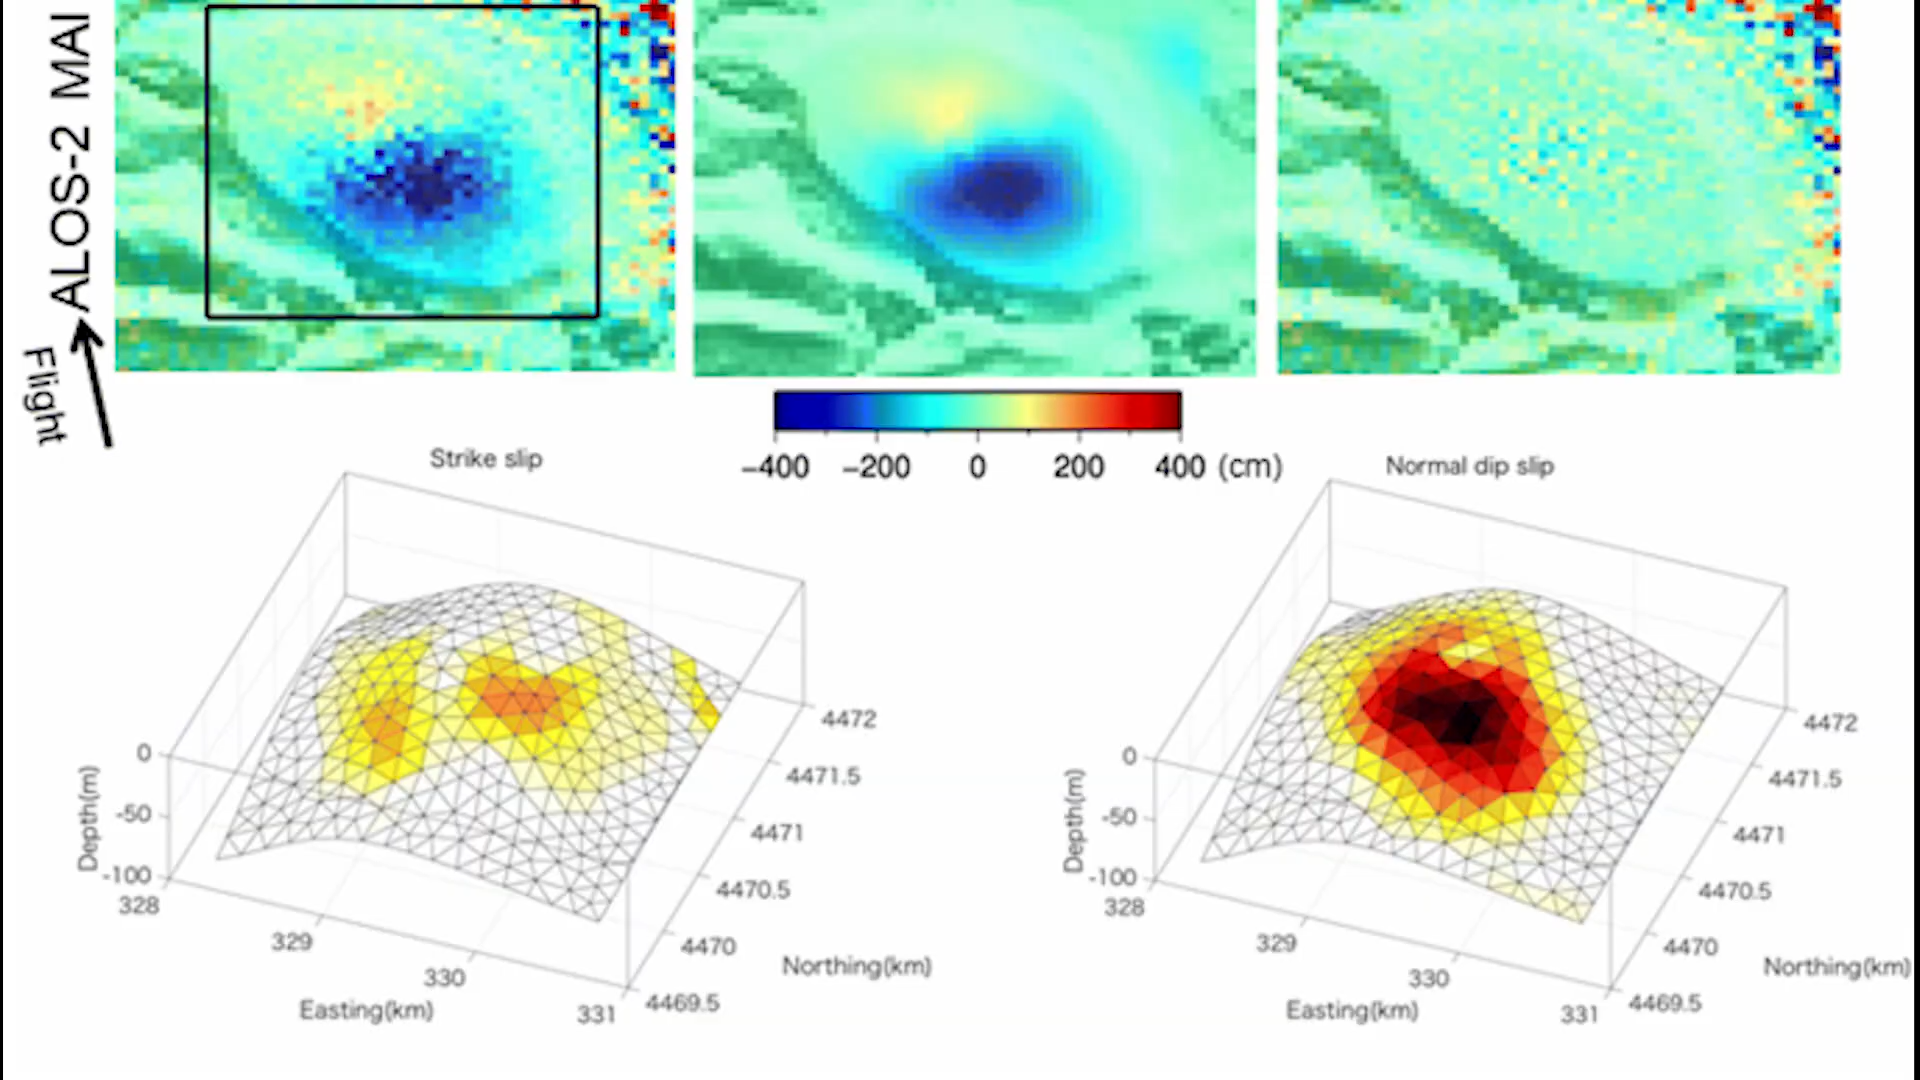 ALOS-2 MAI
Flight
−400 −200 0 200 400 (cm)
Strike slip
Normal dip slip
0
-50
-100
Depth(m)
328
329
330
331
Easting(km)
4472
4471.5
4471
4470.5
4470
4469.5
Northing(km)
0
-50
-100
Depth(m)
328
329
330
331
Easting(km)
4472
4471.5
4471
4470.5
4470
4469.5
Northing(km)